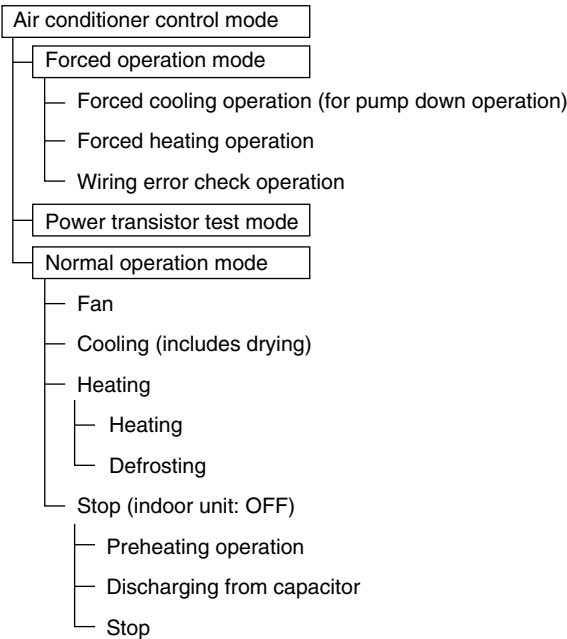 Air conditioner control mode
Forced operation mode
Forced cooling operation (for pump down operation)
Forced heating operation
Wiring error check operation
Power transistor test mode
Normal operation mode
Fan
Cooling (includes drying)
Heating
Heating
Defrosting
Stop (indoor unit: OFF)
Preheating operation
Discharging from capacitor
Stop